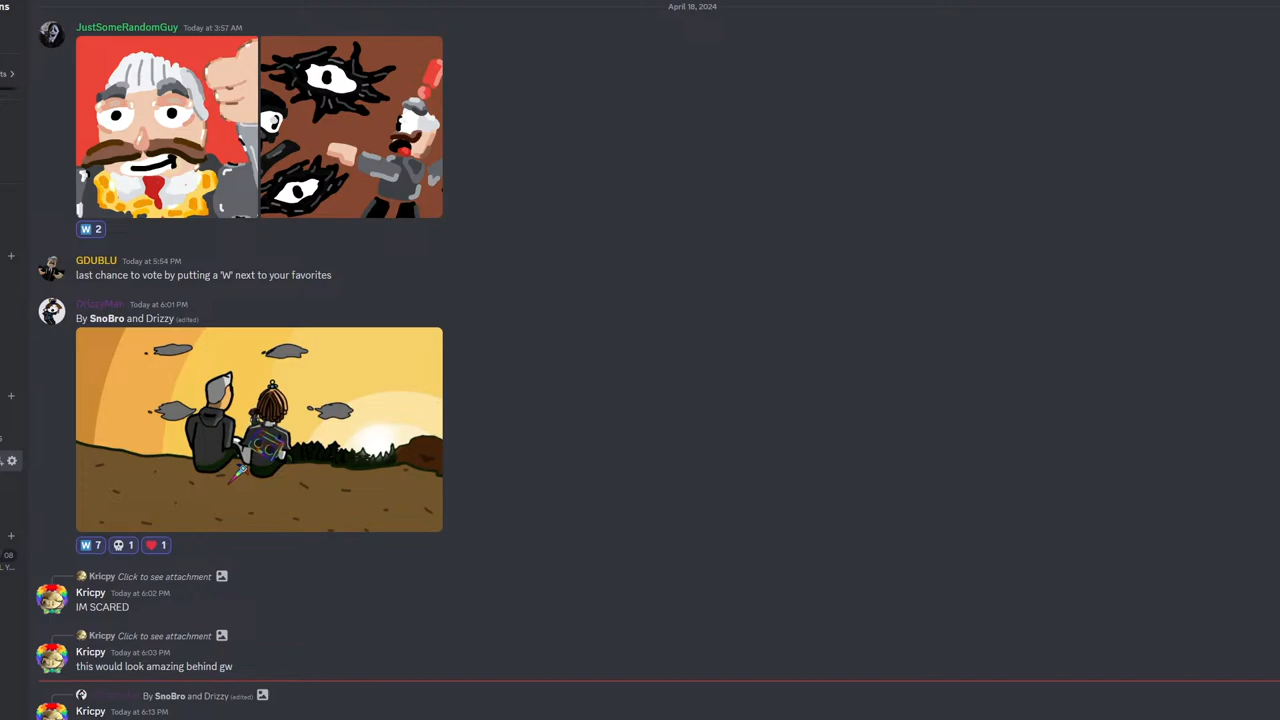 ns
April 18, 2024
JustSomeRandomGuy Today at 3:57 AM
ts
W 2
GDUBLU Today at 5:54 PM
last chance to vote by putting a 'W' next to your favorites
DrizzyMan Today at 6:01 PM
By SnoBro and Drizzy (edited)
W 7 1 1
Kricpy Click to see attachment
Kricpy Today at 6:02 PM
IM SCARED
Kricpy Click to see attachment
Kricpy Today at 6:03 PM
this would look amazing behind gw
By SnoBro and Drizzy (edited)
Kricpy Today at 6:13 PM
s
08
L Y...